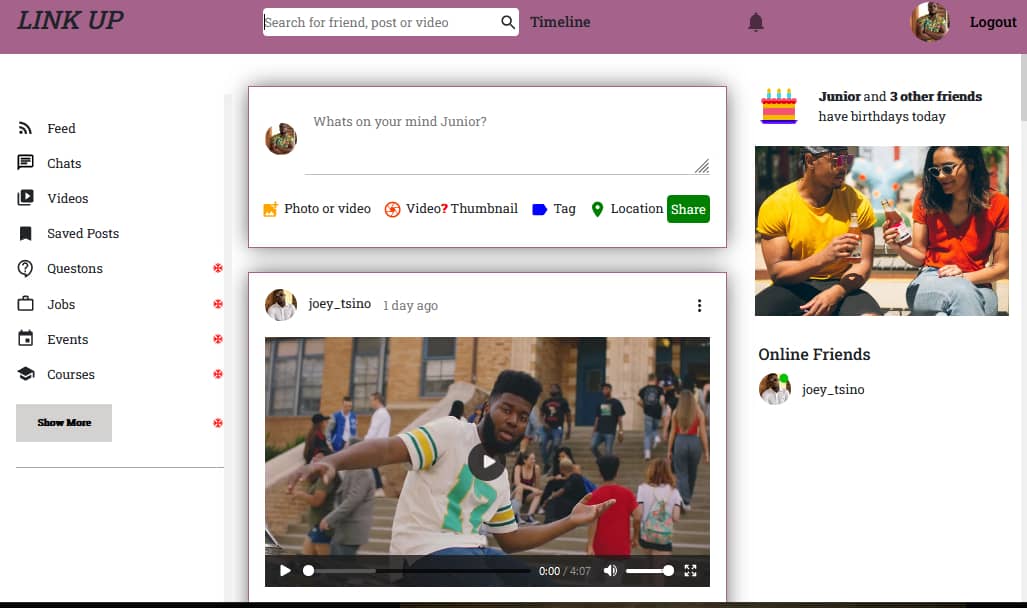 LINK UP
Search for friend, post or video
Timeline
Logout
Feed
Chats
Videos
Saved Posts
Questons
Jobs
Events
Courses
Show More
Whats on your mind Junior?
Photo or video
Video? Thumbnail
Tag
Location
Share
joey_tsino
1 day ago
17
0:00 / 4:07
Junior and 3 other friends
have birthdays today
Online Friends
joey_tsino